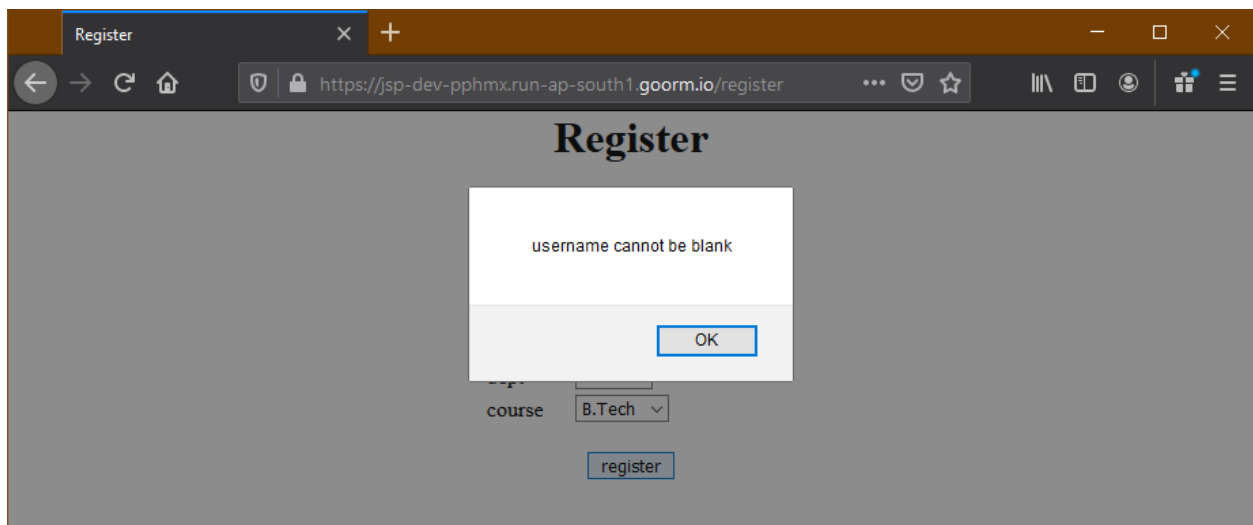 Register
https://jsp-dev-pphmx.run-ap-south1.goorm.io/register
Register
username cannot be blank
OK
course B.Tech
register